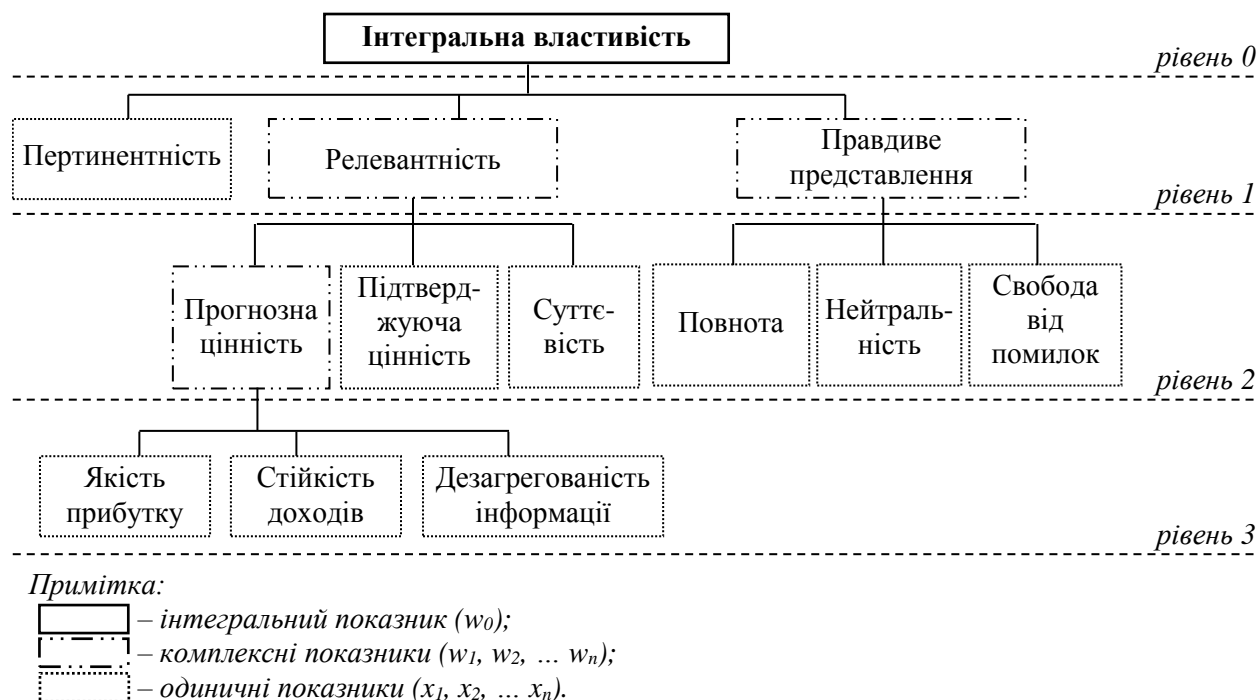 Інтегральна властивість
рівень 0
Пертинентність
Релевантність
Правдиве
представлення
рівень 1
Прогнозна
цінність
Підтверд-
жуюча
цінність
Суттє-
вість
Повнота
Нейтраль-
ність
Свобода
від
помилок
рівень 2
Якість
прибутку
Стійкість
доходів
Дезагрегованість
інформації
рівень 3
Примітка:
– інтегральний показник (w0);
– комплексні показники (w1, w2, … wn);
– одиничні показники (x1, x2, … xn).